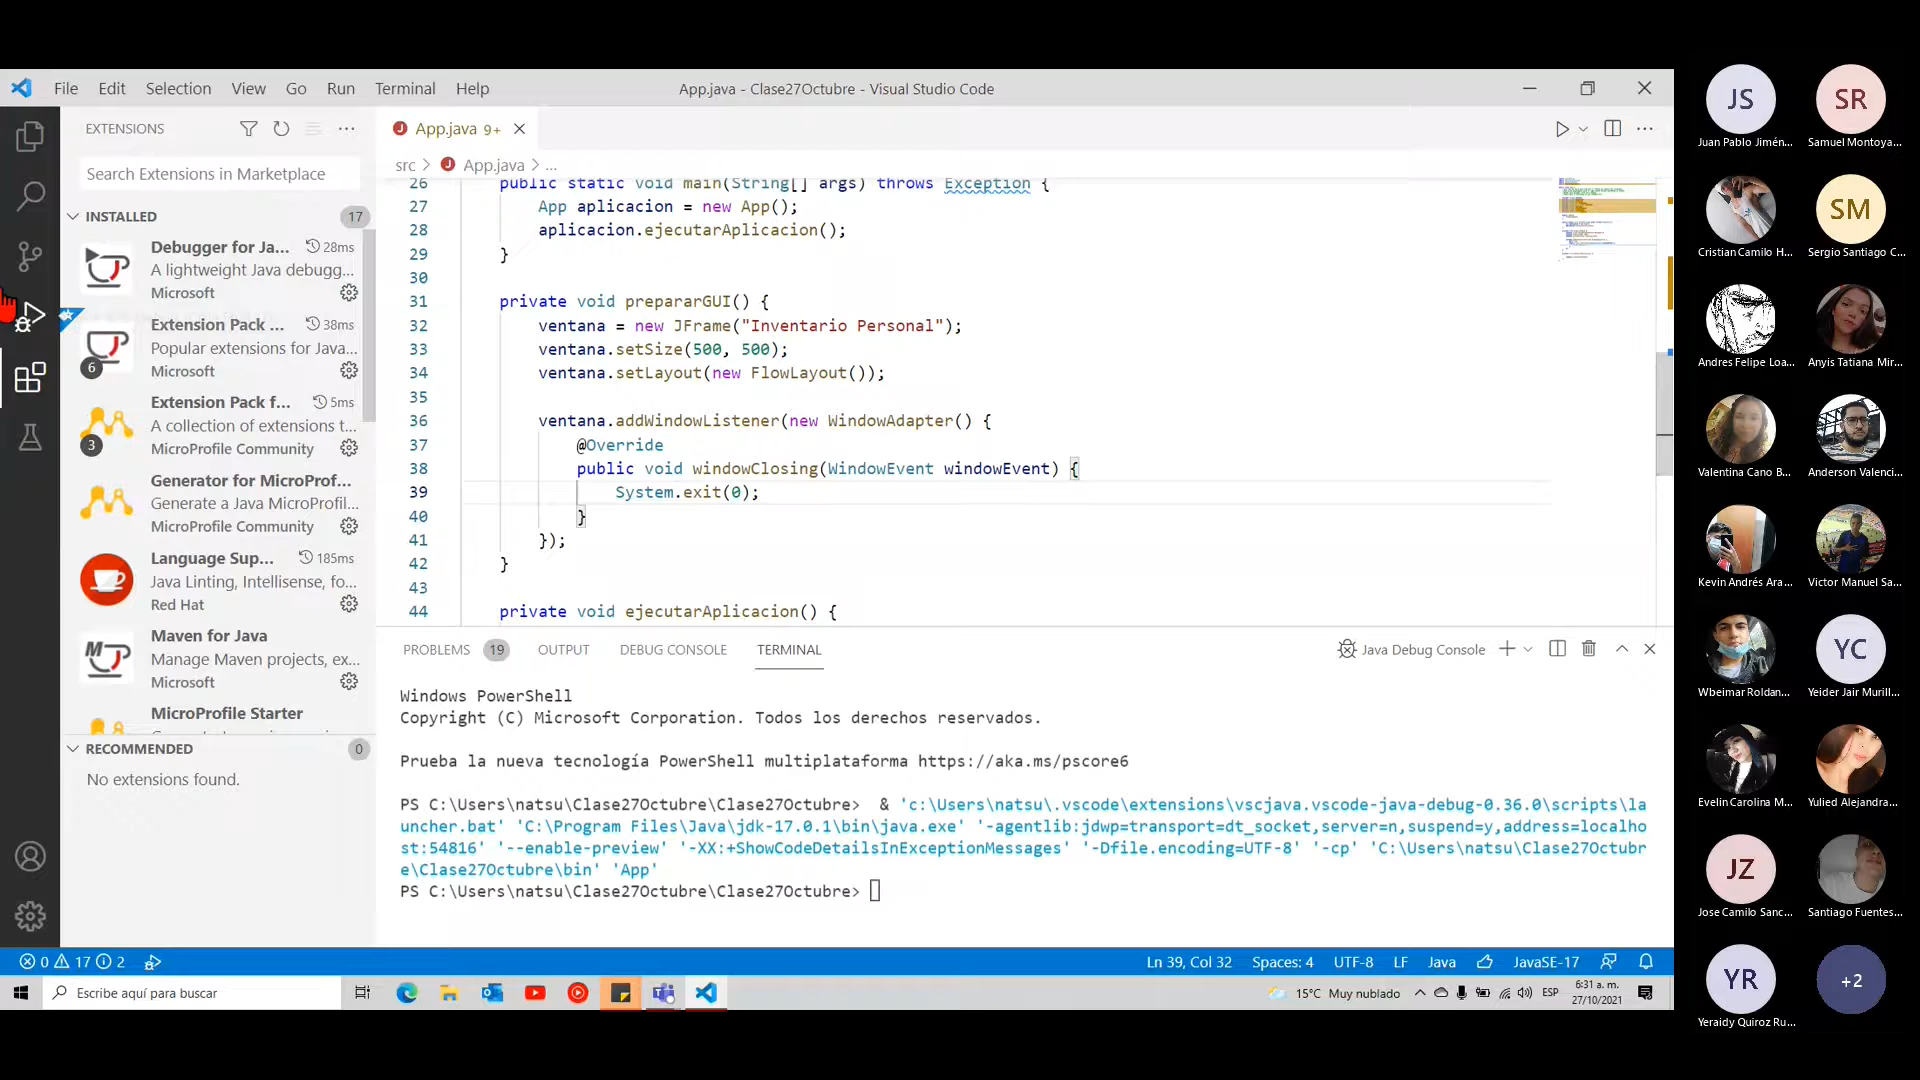 File Edit Selection View Go Run Terminal Help
App.java - Clase27Octubre - Visual Studio Code
EXTENSIONS
Search Extensions in Marketplace
INSTALLED 17
Debugger for Ja... 28ms
A lightweight Java debugg...
Microsoft
Extension Pack ... 38ms
Popular extensions for Java...
6
Microsoft
Extension Pack f... 5ms
A collection of extensions t...
3
MicroProfile Community
Generator for MicroProf...
Generate a Java MicroProfil...
MicroProfile Community
Language Sup... 185ms
Java Linting, Intellisense, fo...
Red Hat
Maven for Java
Manage Maven projects, ex...
Microsoft
MicroProfile Starter
RECOMMENDED 0
No extensions found.
App.java 9+
src > App.java > ...
26 public static void main(String[] args) throws Exception {
27 App aplicacion = new App();
28 aplicacion.ejecutarAplicacion();
29 }
30
31 private void prepararGUI() {
32 ventana = new JFrame("Inventario Personal");
33 ventana.setSize(500, 500);
34 ventana.setLayout(new FlowLayout());
35
36 ventana.addWindowListener(new WindowAdapter() {
37 @Override
38 public void windowClosing(WindowEvent windowEvent) {
39 System.exit(0);
40 }
41 });
42 }
43
44 private void ejecutarAplicacion() {
PROBLEMS 19 OUTPUT DEBUG CONSOLE TERMINAL
Java Debug Console
Windows PowerShell
Copyright (C) Microsoft Corporation. Todos los derechos reservados.
Prueba la nueva tecnología PowerShell multiplataforma https://aka.ms/pscore6
PS C:\Users\natsu\Clase27Octubre\Clase27Octubre> & 'c:\Users\natsu\.vscode\extensions\vscjava.vscode-java-debug-0.36.0\scripts\la
uncher.bat' 'C:\Program Files\Java\jdk-17.0.1\bin\java.exe' '-agentlib:jdwp=transport=dt_socket,server=n,suspend=y,address=localho
st:54816' '--enable-preview' '-XX:+ShowCodeDetailsInExceptionMessages' '-Dfile.encoding=UTF-8' '-cp' 'C:\Users\natsu\Clase27Octubr
e\Clase27Octubre\bin' 'App'
PS C:\Users\natsu\Clase27Octubre\Clase27Octubre>
0 17 2
Ln 39, Col 32 Spaces: 4 UTF-8 LF Java JavaSE-17
Escribe aquí para buscar
15°C Muy nublado
ESP
6:31 a. m.
27/10/2021
JS SR
Juan Pablo Jimén... Samuel Montoya...
SM
Cristian Camilo H... Sergio Santiago C...
Andres Felipe Loa... Anyis Tatiana Mir...
Valentina Cano B... Anderson Valenci...
Kevin Andrés Ara... Victor Manuel Sa...
YC
Wbeimar Roldan... Yeider Jair Murill...
Evelin Carolina M... Yulied Alejandra...
JZ
Jose Camilo Sanc... Santiago Fuentes...
YR +2
Yeraidy Quiroz Ru...